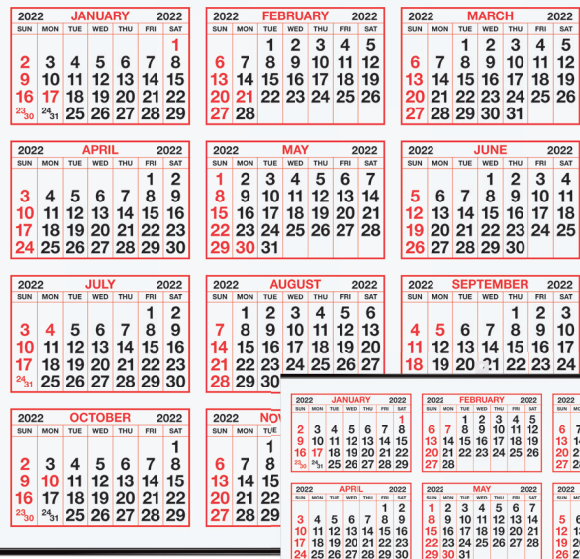 2022 JANUARY 2022
SUN MON TUE WED THU FRI SAT
1
2 3 4 5 6 7 8
9 10 11 12 13 14 15
16 17 18 19 20 21 22
23/30 24/31 25 26 27 28 29
2022 FEBRUARY 2022
SUN MON TUE WED THU FRI SAT
1 2 3 4 5
6 7 8 9 10 11 12
13 14 15 16 17 18 19
20 21 22 23 24 25 26
27 28
2022 MARCH 2022
SUN MON TUE WED THU FRI SAT
1 2 3 4 5
6 7 8 9 10 11 12
13 14 15 16 17 18 19
20 21 22 23 24 25 26
27 28 29 30 31
2022 APRIL 2022
SUN MON TUE WED THU FRI SAT
1 2
3 4 5 6 7 8 9
10 11 12 13 14 15 16
17 18 19 20 21 22 23
24 25 26 27 28 29 30
2022 MAY 2022
SUN MON TUE WED THU FRI SAT
1 2 3 4 5 6 7
8 9 10 11 12 13 14
15 16 17 18 19 20 21
22 23 24 25 26 27 28
29 30 31
2022 JUNE 2022
SUN MON TUE WED THU FRI SAT
1 2 3 4
5 6 7 8 9 10 11
12 13 14 15 16 17 18
19 20 21 22 23 24 25
26 27 28 29 30
2022 JULY 2022
SUN MON TUE WED THU FRI SAT
1 2
3 4 5 6 7 8 9
10 11 12 13 14 15 16
17 18 19 20 21 22 23
24/31 25 26 27 28 29 30
2022 AUGUST 2022
SUN MON TUE WED THU FRI SAT
1 2 3 4 5 6
7 8 9 10 11 12 13
14 15 16 17 18 19 20
21 22 23 24 25 26 27
28 29 30
2022 SEPTEMBER 2022
SUN MON TUE WED THU FRI SAT
1 2 3
4 5 6 7 8 9 10
11 12 13 14 15 16 17
18 19 20 21 22 23 24
2022 OCTOBER 2022
SUN MON TUE WED THU FRI SAT
1
2 3 4 5 6 7 8
9 10 11 12 13 14 15
16 17 18 19 20 21 22
23/30 24/31 25 26 27 28 29
2022 NO
SUN MON TUE
1
6 7 8
13 14 15
20 21 22
27 28 29
2022 JANUARY 2022
SUN MON TUE WED THU FRI SAT
1
2 3 4 5 6 7 8
9 10 11 12 13 14 15
16 17 18 19 20 21 22
23/30 24/31 25 26 27 28 29
2022 FEBRUARY 2022
SUN MON TUE WED THU FRI SAT
1 2 3 4 5
6 7 8 9 10 11 12
13 14 15 16 17 18 19
20 21 22 23 24 25 26
27 28
2022
SUN
6
13
20
27
2022 APRIL 2022
SUN MON TUE WED THU FRI SAT
1 2
3 4 5 6 7 8 9
10 11 12 13 14 15 16
17 18 19 20 21 22 23
24 25 26 27 28 29 30
2022 MAY 2022
SUN MON TUE WED THU FRI SAT
1 2 3 4 5 6 7
8 9 10 11 12 13 14
15 16 17 18 19 20 21
22 23 24 25 26 27 28
29 30 31
2022
SUN
5
12
19
26